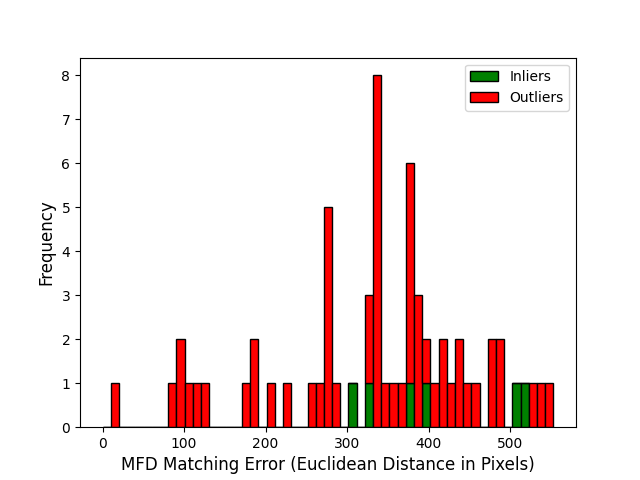 Inliers
Outliers
8
7
6
5
4
3
2
1
0
Frequency
0 100 200 300 400 500
MFD Matching Error (Euclidean Distance in Pixels)